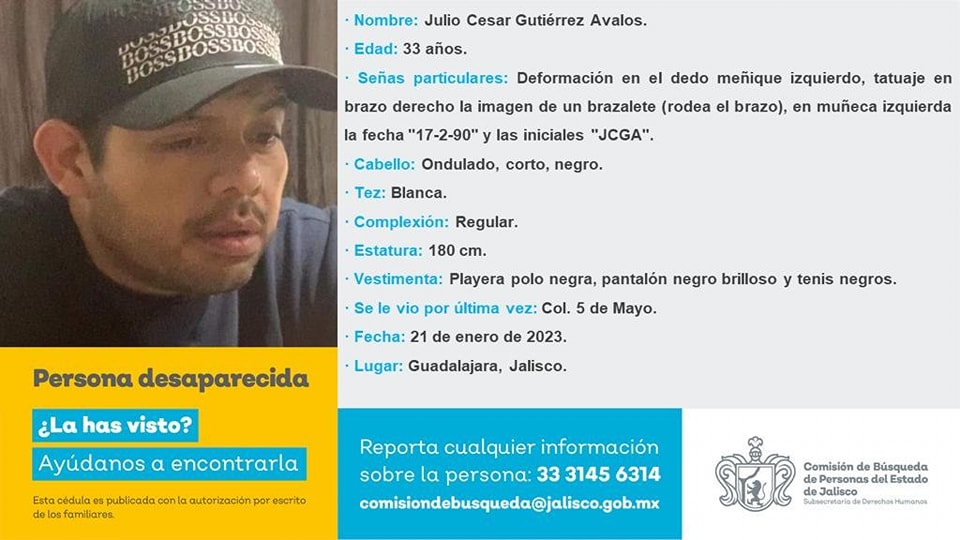 BOSSBOSSBOSS
BOSSBOSSBOSS
BOSSBOSSBOSS
· Nombre: Julio Cesar Gutiérrez Avalos.
· Edad: 33 años.
· Señas particulares: Deformación en el dedo meñique izquierdo, tatuaje en
brazo derecho la imagen de un brazalete (rodea el brazo), en muñeca izquierda
la fecha "17-2-90" y las iniciales "JCGA".
· Cabello: Ondulado, corto, negro.
· Tez: Blanca.
· Complexión: Regular.
· Estatura: 180 cm.
· Vestimenta: Playera polo negra, pantalón negro brilloso y tenis negros.
· Se le vio por última vez: Col. 5 de Mayo.
· Fecha: 21 de enero de 2023.
· Lugar: Guadalajara, Jalisco.
Persona desaparecida
¿La has visto?
Ayúdanos a encontrarla
Esta cédula es publicada con la autorización por escrito
de los familiares.
Reporta cualquier información
sobre la persona: 33 3145 6314
comisiondebusqueda@jalisco.gob.mx
Comisión de Búsqueda
de Personas del Estado
de Jalisco
Subsecretaría de Derechos Humanos